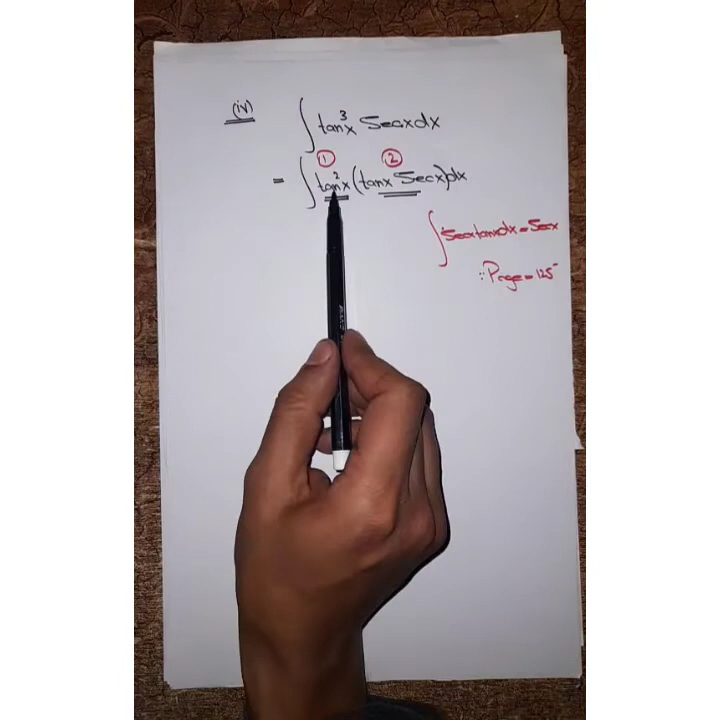 (iv) ∫ tan³x Secx dx
① ②
= ∫ tan²x (tanx Secx) dx
∫ Secx tanx dx = Secx
∵ Page = 125